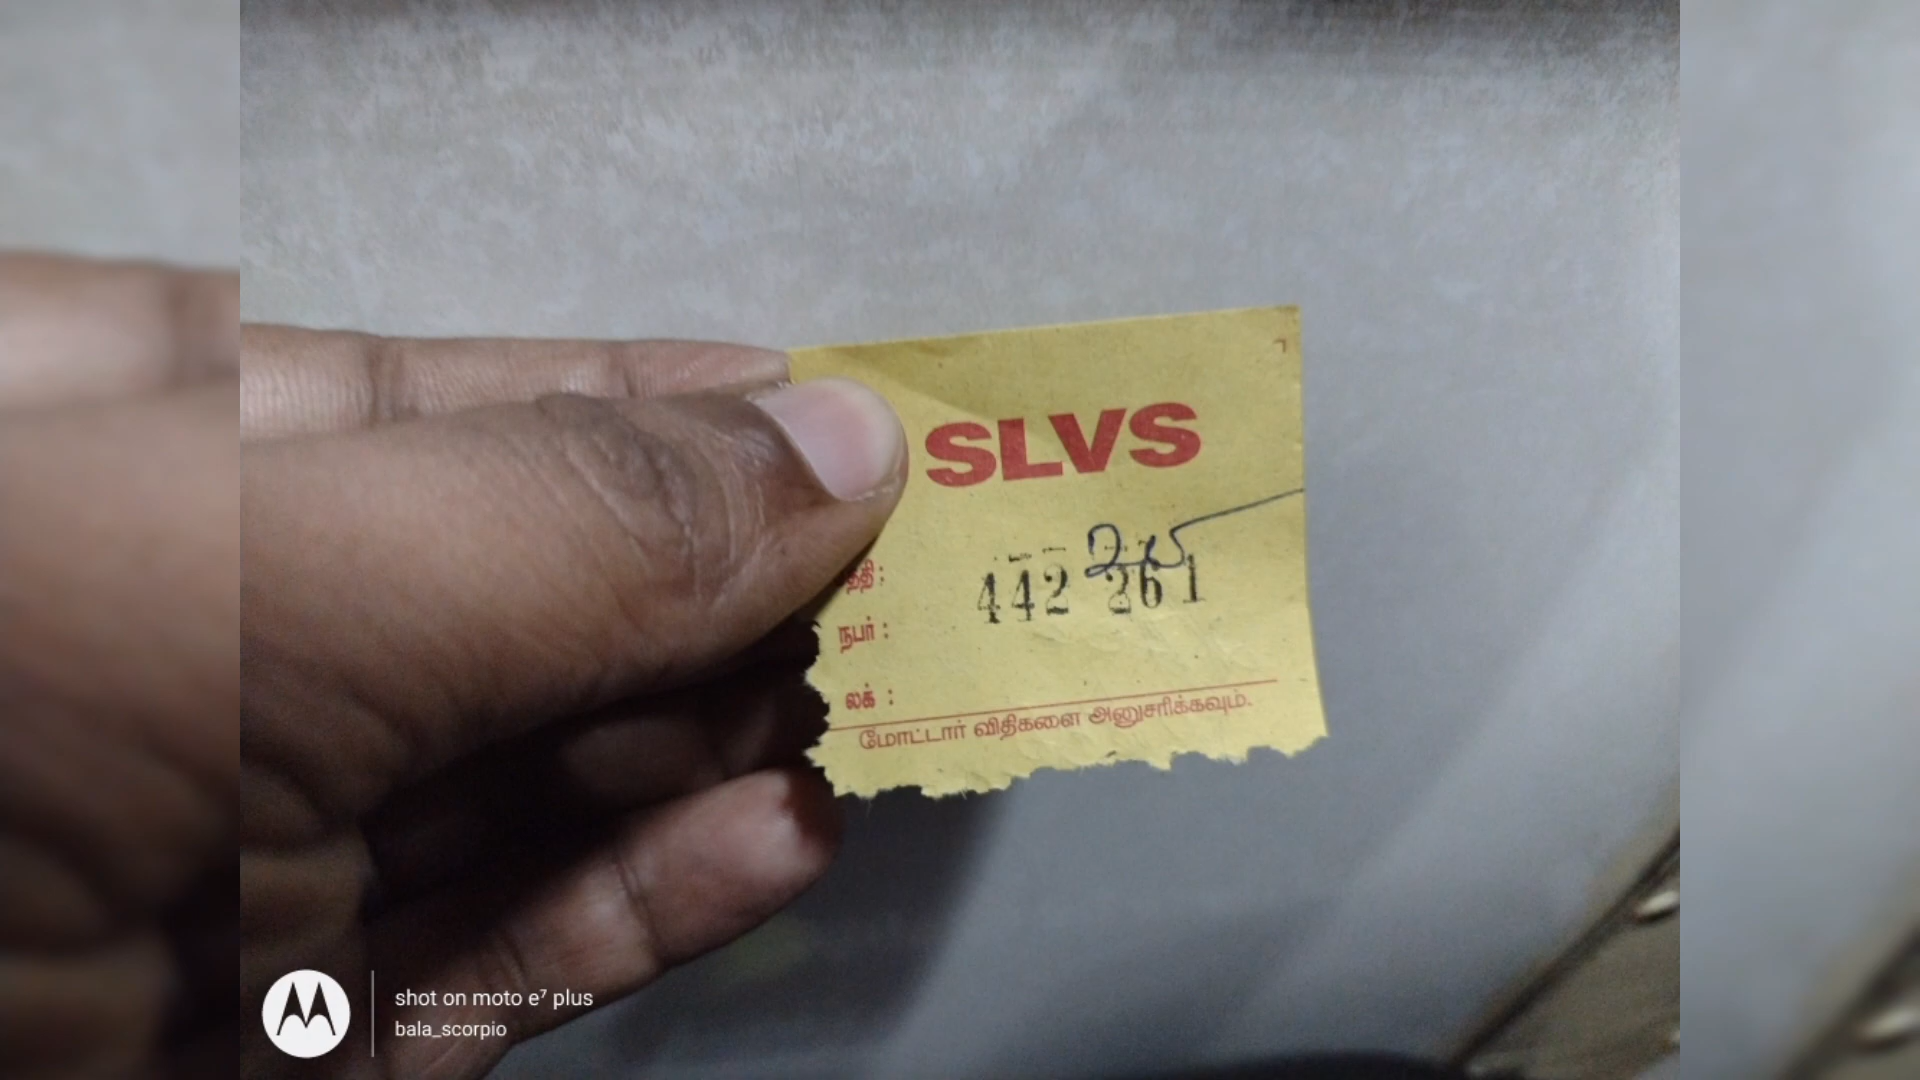 SLVS
442 261
நபர் :
லக் :
மோட்டார் விதிகளை அனுசரிக்கவும்.
shot on moto e⁷ plus
bala_scorpio